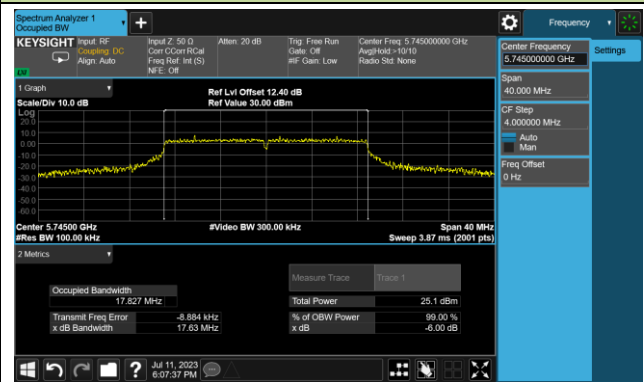 Spectrum Analyzer 1
Occupied BW
+
Frequency
KEYSIGHT Input: RF
Coupling: DC
Align: Auto
Input Z: 50 Ω
Corr CCorr RCal
Freq Ref: Int (S)
NFE: Off
Atten: 20 dB
Trig: Free Run
Gate: Off
#IF Gain: Low
Center Freq: 5.745000000 GHz
Avg|Hold:>10/10
Radio Std: None
Center Frequency
5.745000000 GHz
Settings
Span
40.000 MHz
CF Step
4.000000 MHz
Auto
Man
Freq Offset
0 Hz
1 Graph
Scale/Div 10.0 dB
Ref Lvl Offset 12.40 dB
Ref Value 30.00 dBm
Log
20.0
10.0
0.00
-10.0
-20.0
-30.0
-40.0
-50.0
-60.0
Center 5.74500 GHz
#Res BW 100.00 kHz
#Video BW 300.00 kHz
Span 40 MHz
Sweep 3.87 ms (2001 pts)
2 Metrics
Measure Trace
Trace 1
Occupied Bandwidth
17.827 MHz
Total Power 25.1 dBm
Transmit Freq Error -8.884 kHz
% of OBW Power 99.00 %
x dB Bandwidth 17.63 MHz
x dB -6.00 dB
?
Jul 11, 2023
6:07:37 PM